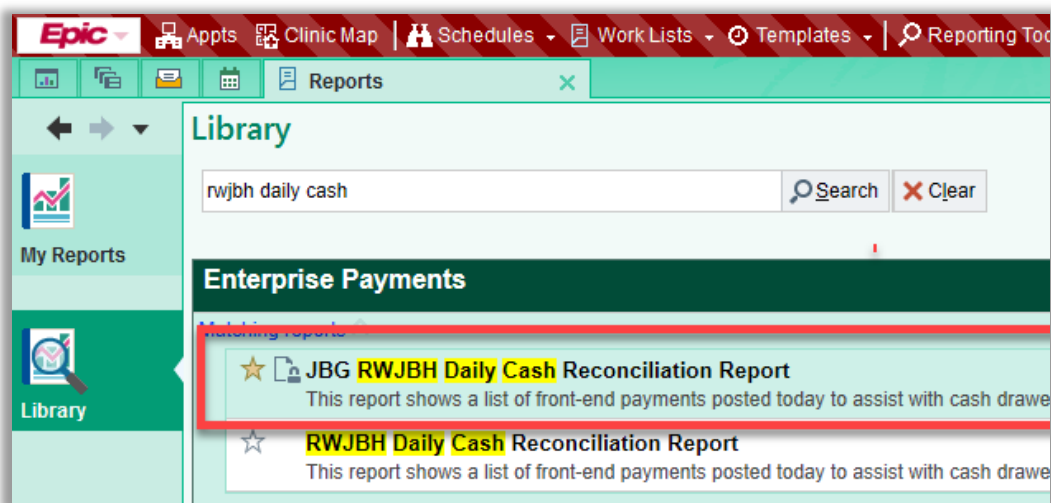 Epic Appts Clinic Map Schedules Work Lists Templates Reporting Too
Reports
Library
rwjbh daily cash Search Clear
My Reports
Enterprise Payments
Matching reports
JBG RWJBH Daily Cash Reconciliation Report
This report shows a list of front-end payments posted today to assist with cash drawe
Library
RWJBH Daily Cash Reconciliation Report
This report shows a list of front-end payments posted today to assist with cash drawe